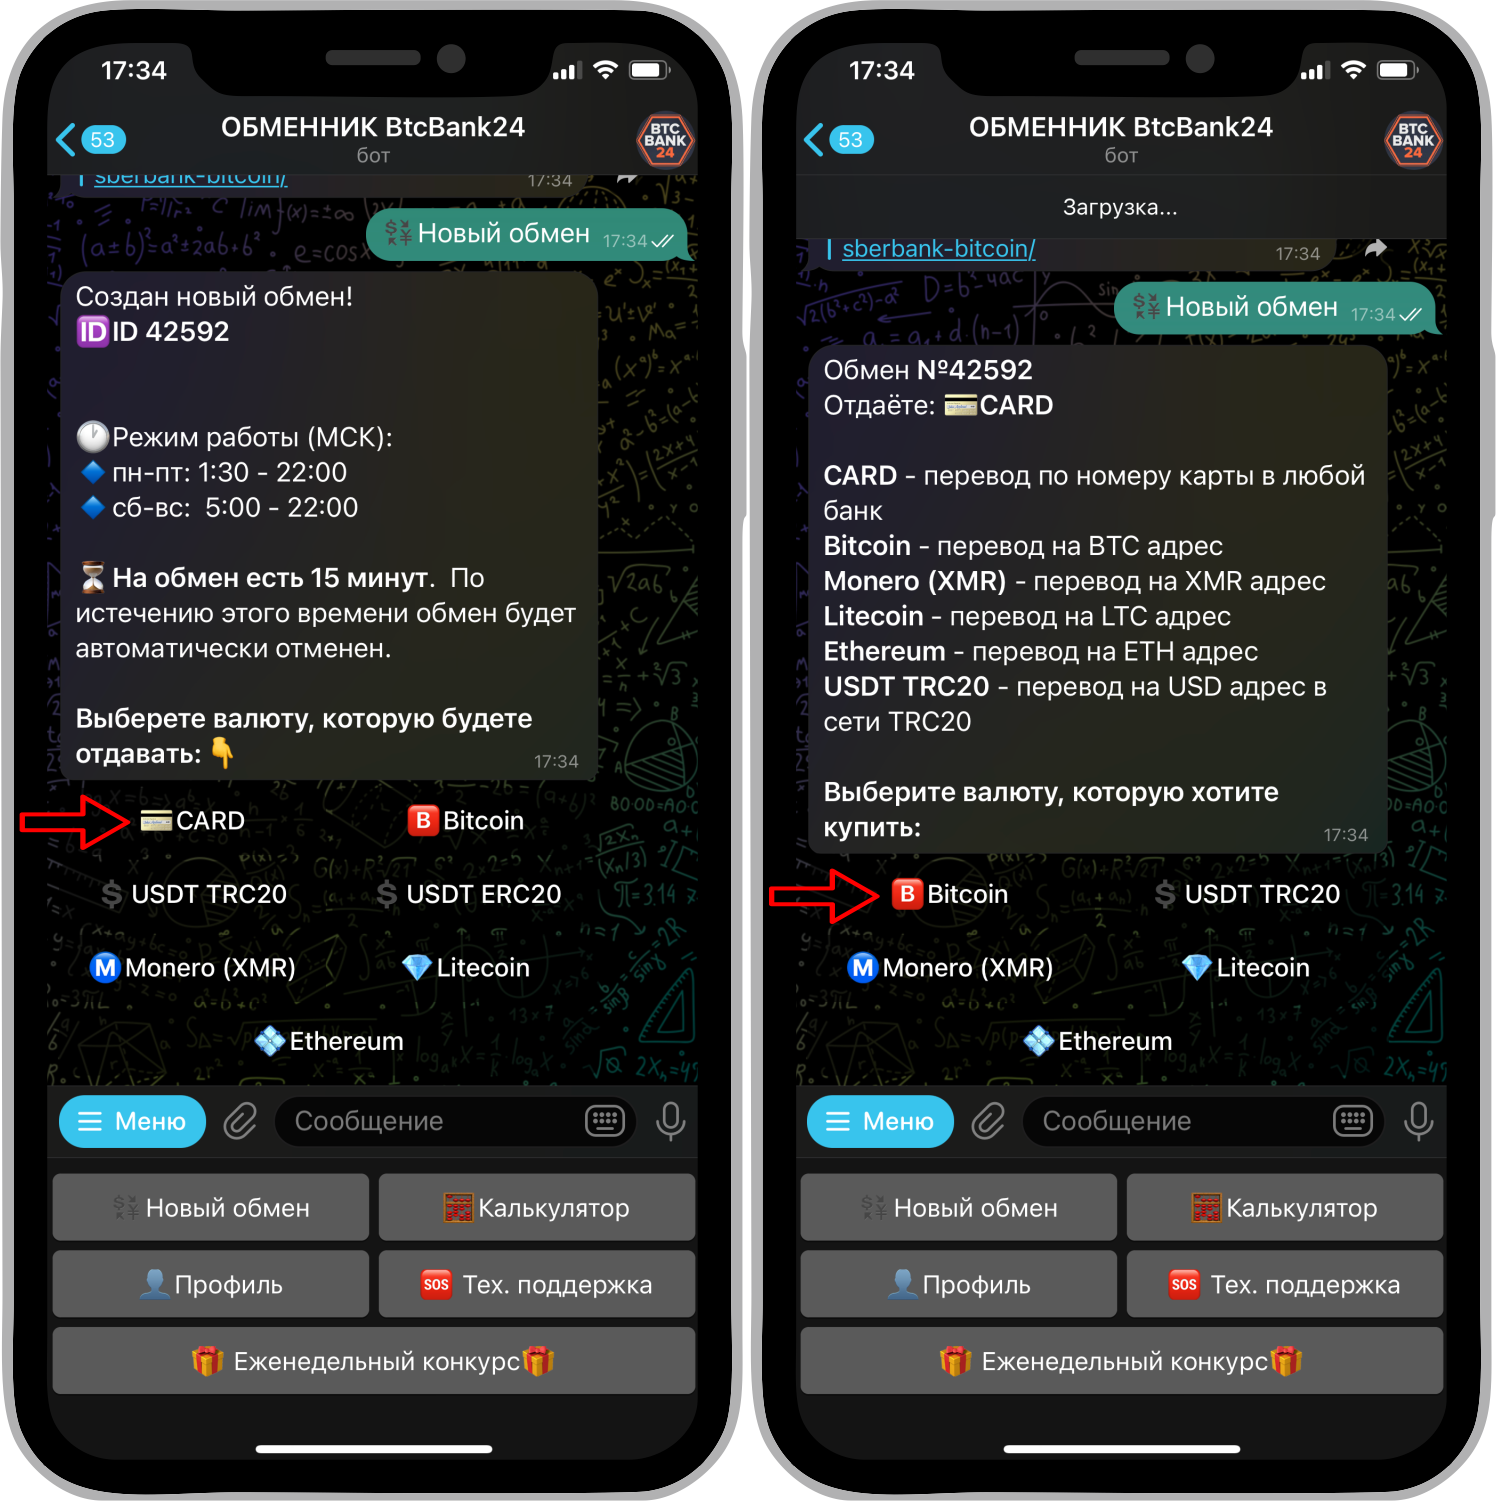 17:34
53
ОБМЕННИК BtcBank24
бот
BTC
BANK
24
sberbank-bitcoin/
17:34
Новый обмен 17:34
Создан новый обмен!
ID ID 42592
Режим работы (МСК):
пн-пт: 1:30 - 22:00
сб-вс: 5:00 - 22:00
На обмен есть 15 минут. По
истечению этого времени обмен будет
автоматически отменен.
Выберете валюту, которую будете
отдавать:
17:34
CARD
B Bitcoin
USDT TRC20
USDT ERC20
M Monero (XMR)
Litecoin
Ethereum
Меню
Сообщение
Новый обмен
Калькулятор
Профиль
SOS Тех. поддержка
Еженедельный конкурс
17:34
53
ОБМЕННИК BtcBank24
бот
BTC
BANK
24
Загрузка...
sberbank-bitcoin/
17:34
Новый обмен 17:34
Обмен №42592
Отдаёте: CARD
CARD - перевод по номеру карты в любой
банк
Bitcoin - перевод на BTC адрес
Monero (XMR) - перевод на XMR адрес
Litecoin - перевод на LTC адрес
Ethereum - перевод на ETH адрес
USDT TRC20 - перевод на USD адрес в
сети TRC20
Выберите валюту, которую хотите
купить:
17:34
B Bitcoin
USDT TRC20
M Monero (XMR)
Litecoin
Ethereum
Меню
Сообщение
Новый обмен
Калькулятор
Профиль
SOS Тех. поддержка
Еженедельный конкурс